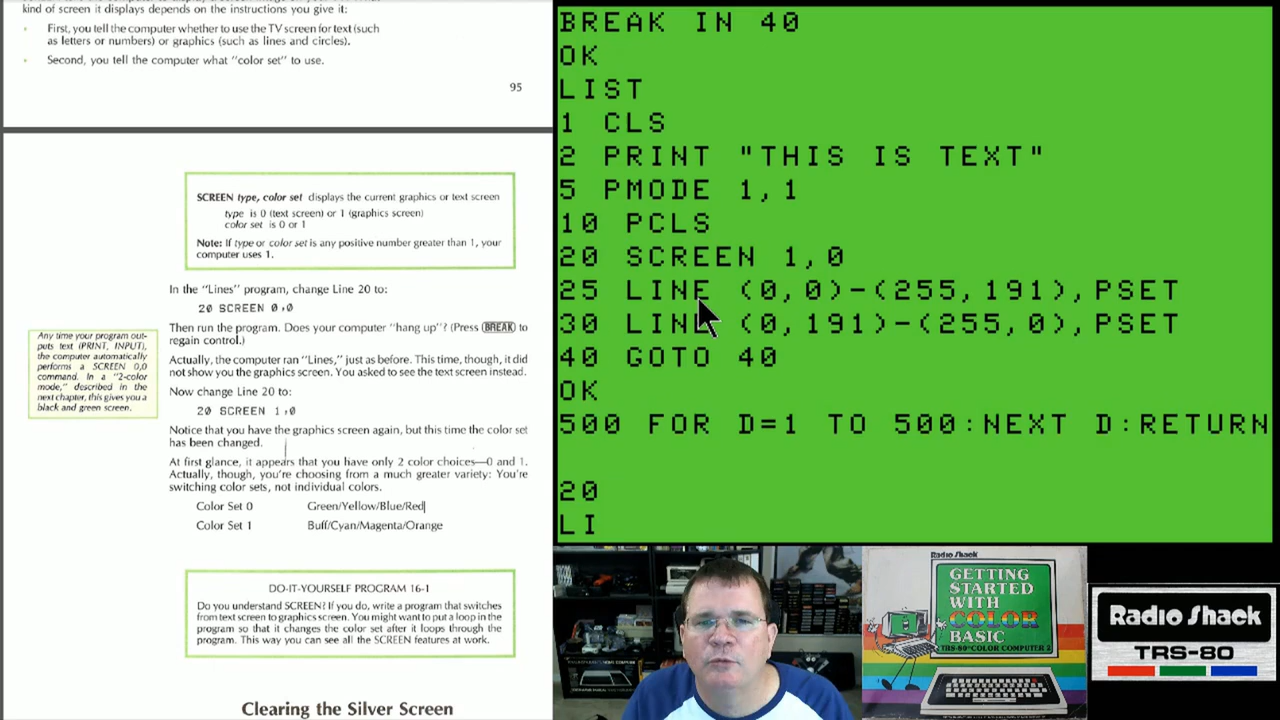 kind of screen it displays depends on the instructions you give it:
First, you tell the computer whether to use the TV screen for text (such
as letters or numbers) or graphics (such as lines and circles).
Second, you tell the computer what "color set" to use.
95
SCREEN type, color set displays the current graphics or text screen
type is 0 (text screen) or 1 (graphics screen)
color set is 0 or 1
Note: If type or color set is any positive number greater than 1, your
computer uses 1.
In the "Lines" program, change Line 20 to:
20 SCREEN 0,0
Then run the program. Does your computer "hang up"? (Press BREAK to
regain control.)
Any time your program out-
puts text (PRINT, INPUT),
the computer automatically
performs a SCREEN 0,0
command. In a "2-color
mode," described in the
next chapter, this gives you a
black and green screen.
Actually, the computer ran "Lines," just as before. This time, though, it did
not show you the graphics screen. You asked to see the text screen instead.
Now change Line 20 to:
20 SCREEN 1,0
Notice that you have the graphics screen again, but this time the color set
has been changed.
At first glance, it appears that you have only 2 color choices—0 and 1.
Actually, though, you're choosing from a much greater variety: You're
switching color sets, not individual colors.
Color Set 0 Green/Yellow/Blue/Red
Color Set 1 Buff/Cyan/Magenta/Orange
DO-IT-YOURSELF PROGRAM 16-1
Do you understand SCREEN? If you do, write a program that switches
from text screen to graphics screen. You might want to put a loop in the
program so that it changes the color set after it loops through the
program. This way you can see all the SCREEN features at work.
Clearing the Silver Screen
BREAK IN 40
OK
LIST
1 CLS
2 PRINT "THIS IS TEXT"
5 PMODE 1,1
10 PCLS
20 SCREEN 1,0
25 LINE (0,0)-(255,191),PSET
30 LINE (0,191)-(255,0),PSET
40 GOTO 40
OK
500 FOR D=1 TO 500:NEXT D:RETURN
20
LI
Radio Shack
GETTING
STARTED
WITH
COLOR
BASIC
TRS-80 COLOR COMPUTER 2
Radio Shack
TRS-80